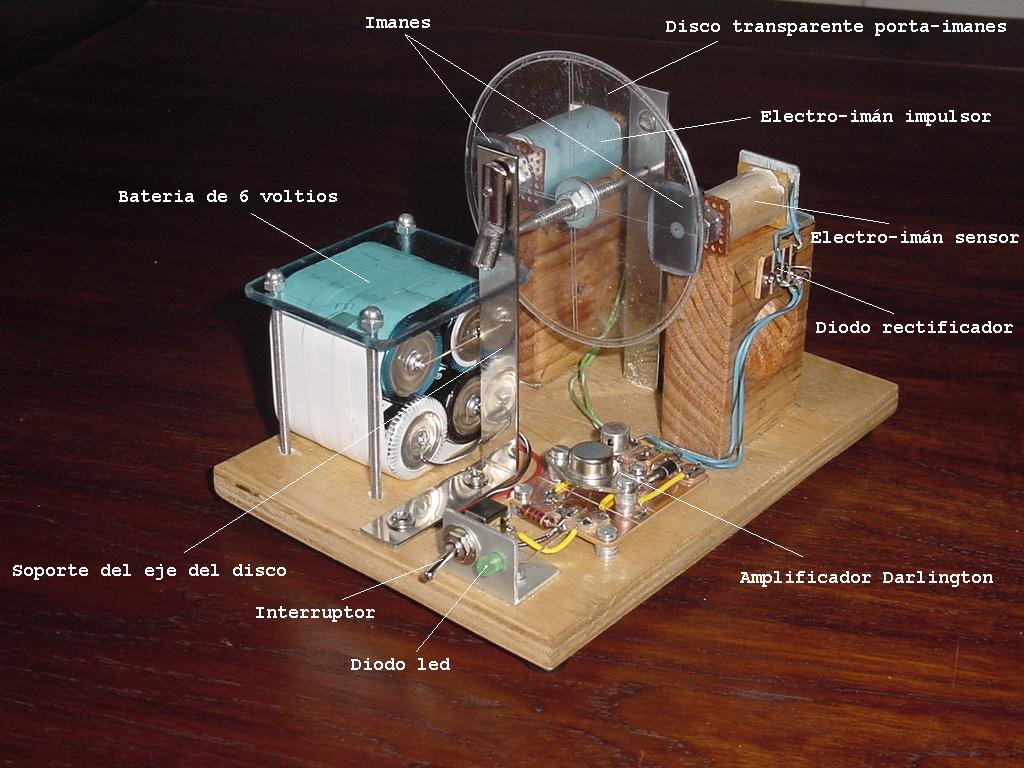 Imanes
Disco transparente porta-imanes
Electro-imán impulsor
Bateria de 6 voltios
Electro-imán sensor
Diodo rectificador
Soporte del eje del disco
Amplificador Darlington
Interruptor
Diodo led